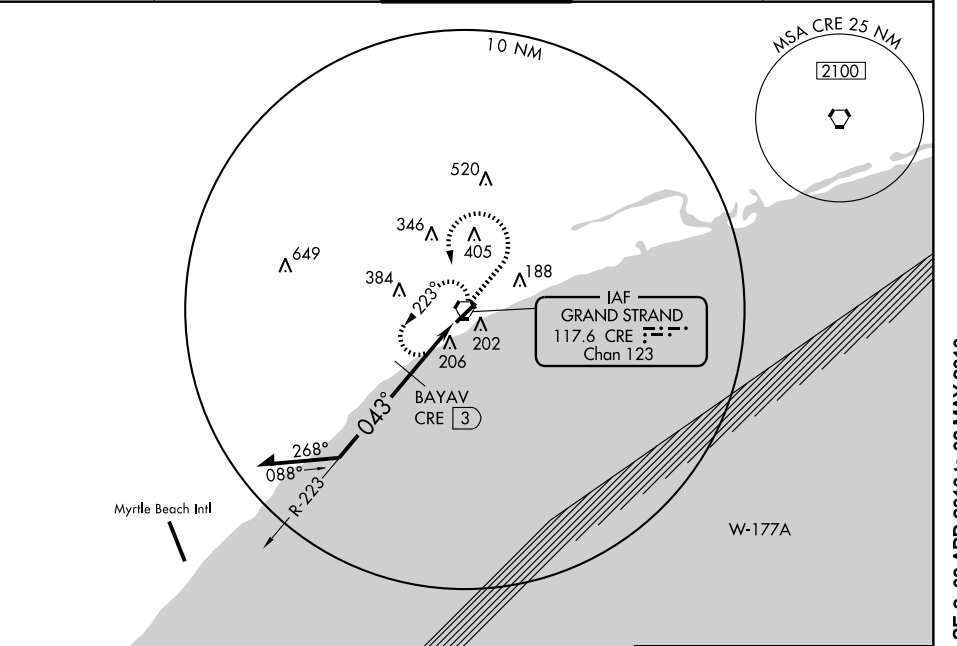 10 NM
MSA CRE 25 NM
2100
520
346
405
649
384
188
223°
IAF
GRAND STRAND
117.6 CRE
Chan 123
202
206
BAYAV
CRE 3
043°
268°
088°
R-223
Myrtle Beach Intl
W-177A